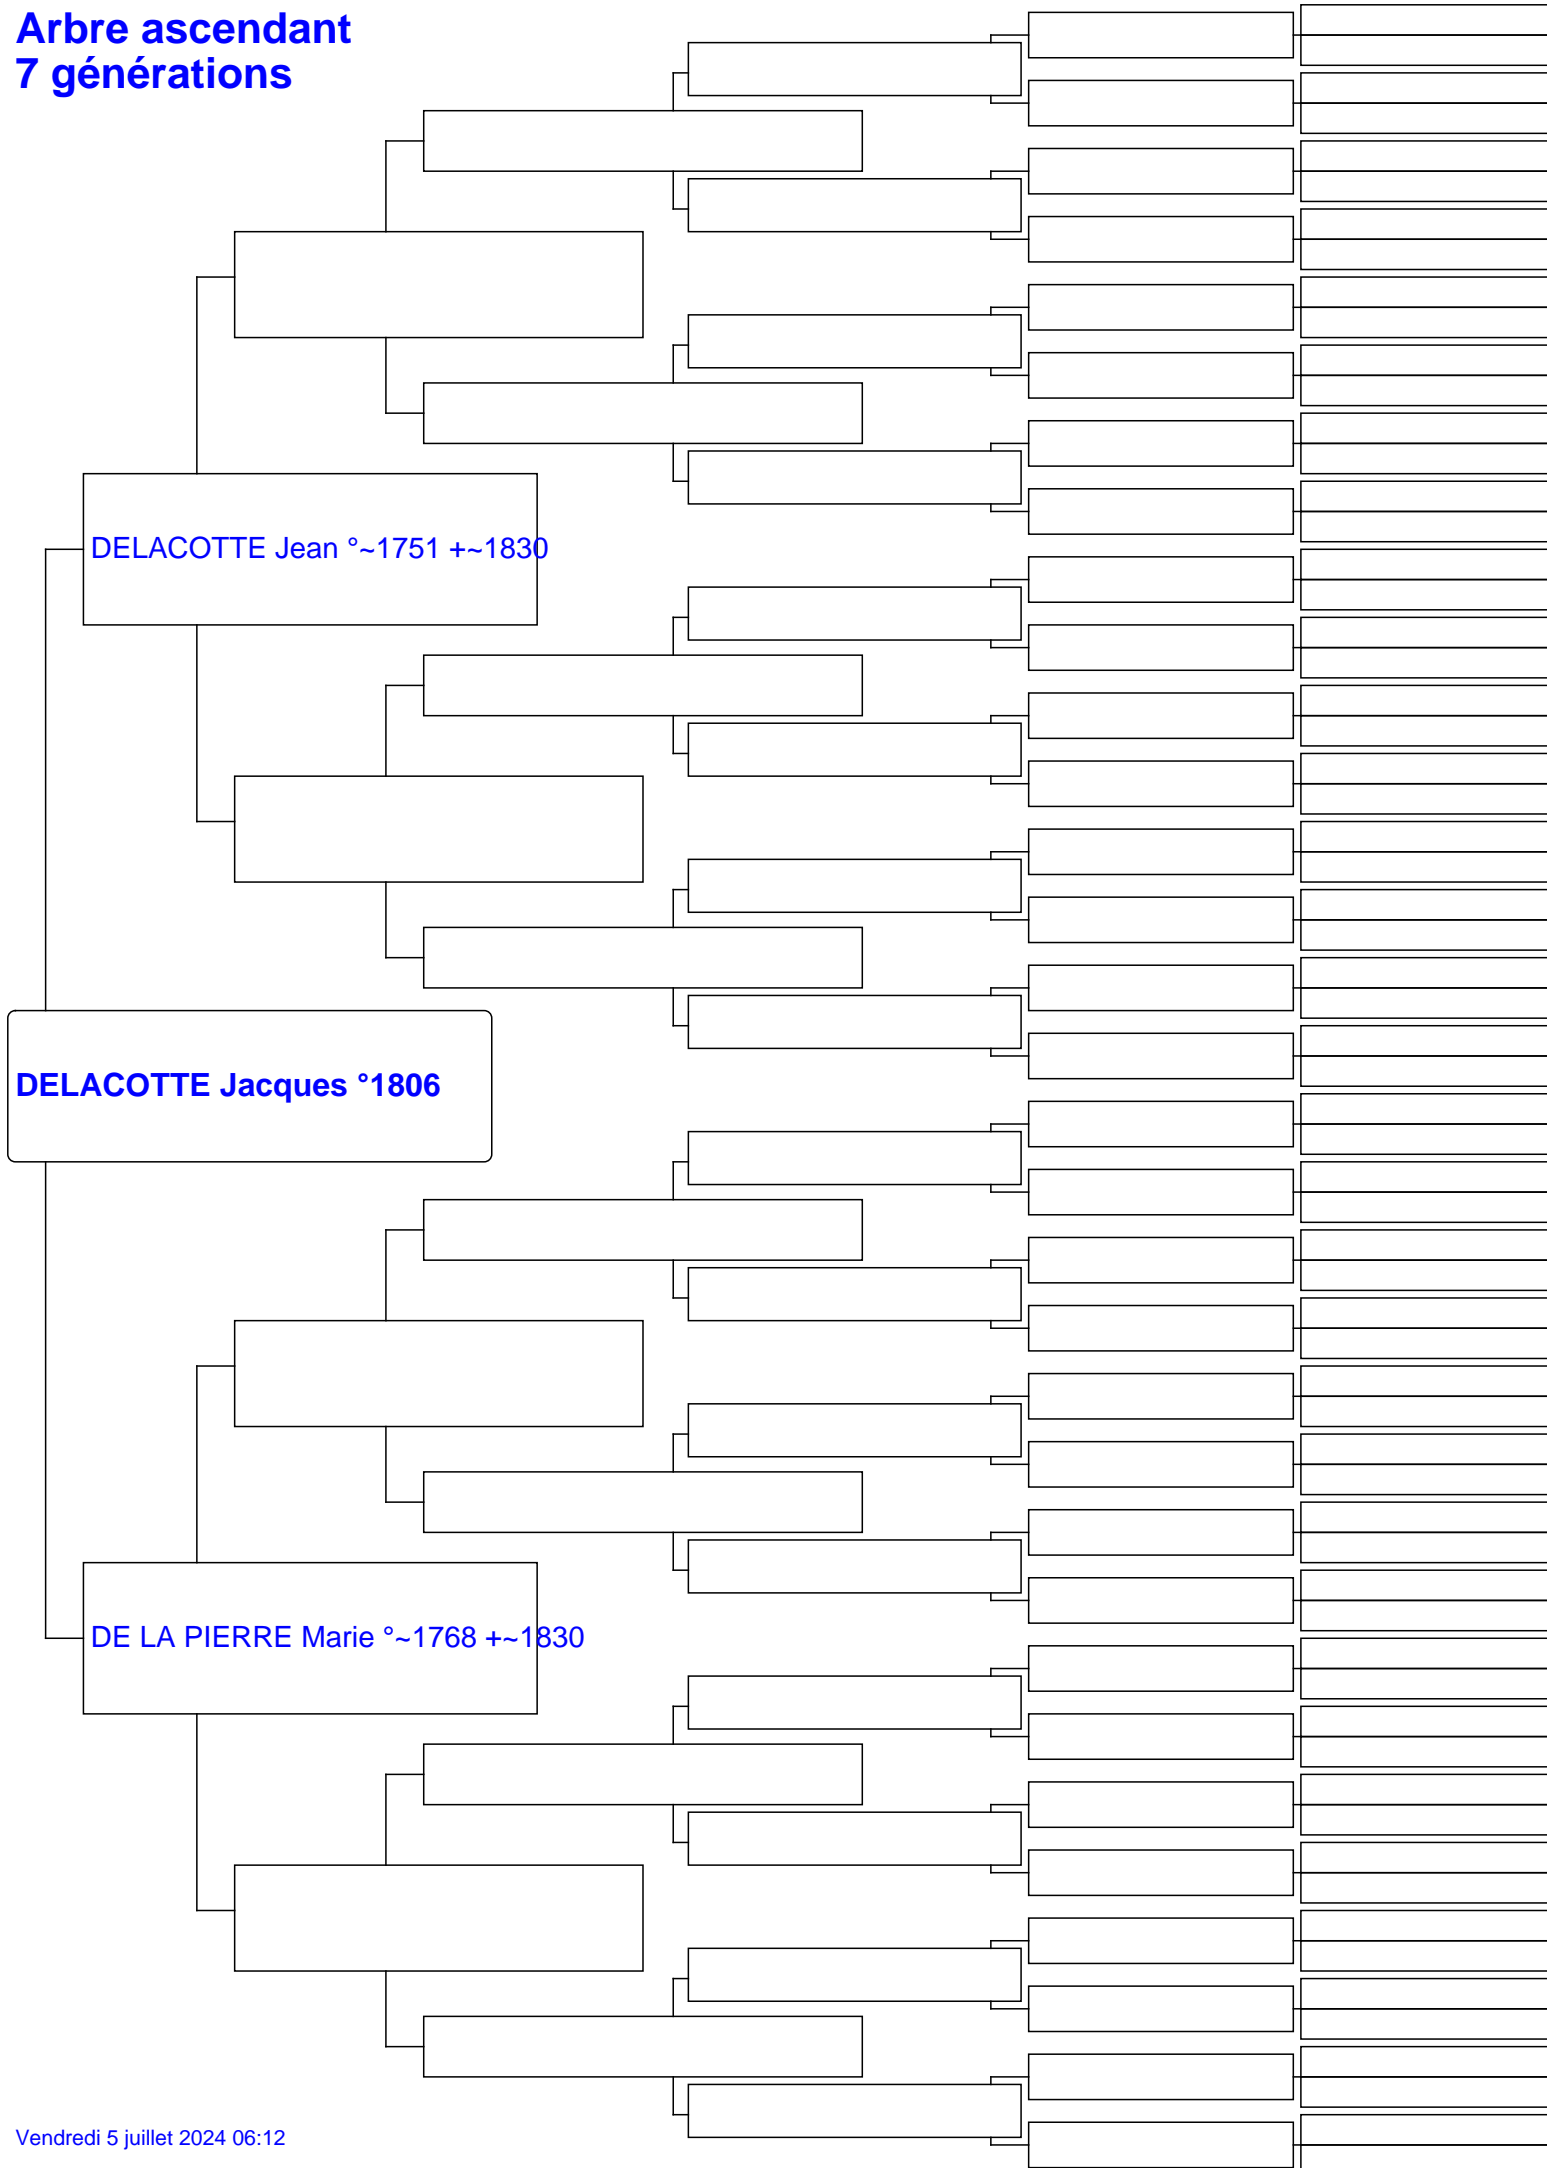 Arbre ascendant
7 générations
DELACOTTE Jean °~1751 +~1830
DELACOTTE Jacques °1806
DE LA PIERRE Marie °~1768 +~1830
Vendredi 5 juillet 2024 06:12